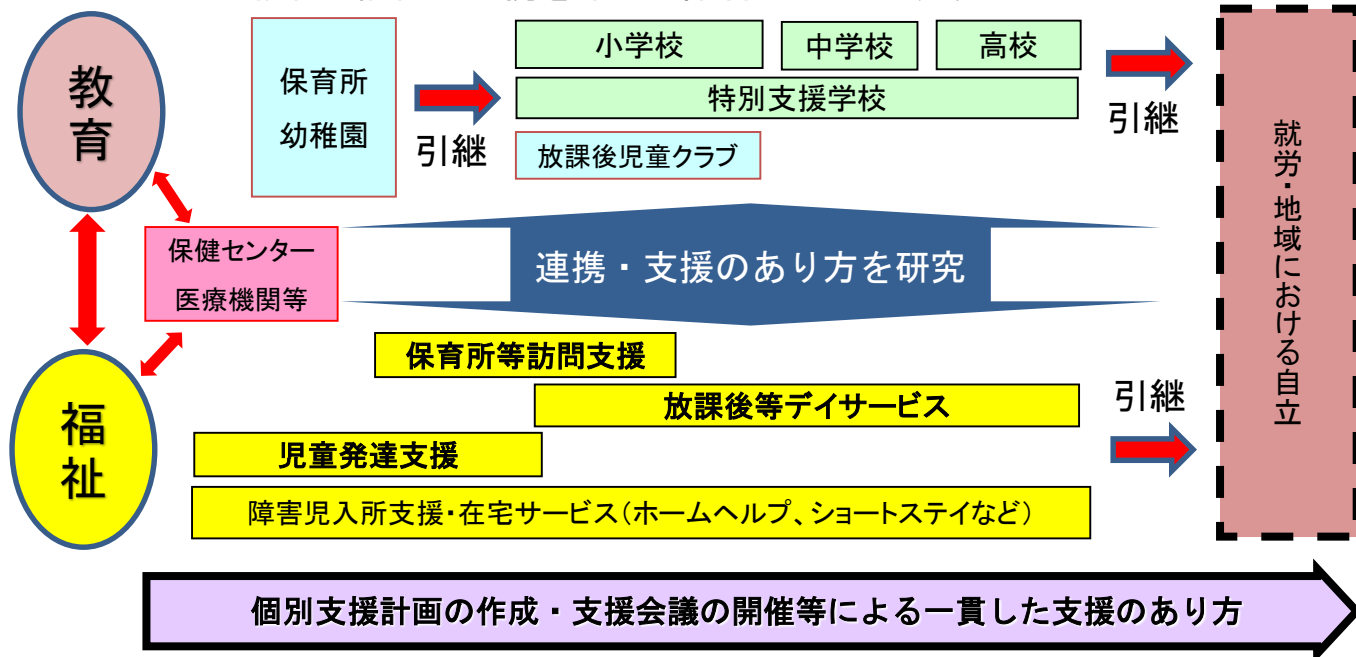 教育
保育所
幼稚園
引継
小学校
中学校
高校
特別支援学校
放課後児童クラブ
引継
就労・地域における自立
保健センター
医療機関等
連携・支援のあり方を研究
福祉
保育所等訪問支援
放課後等デイサービス
児童発達支援
障害児入所支援・在宅サービス(ホームヘルプ、ショートステイなど)
引継
個別支援計画の作成・支援会議の開催等による一貫した支援のあり方